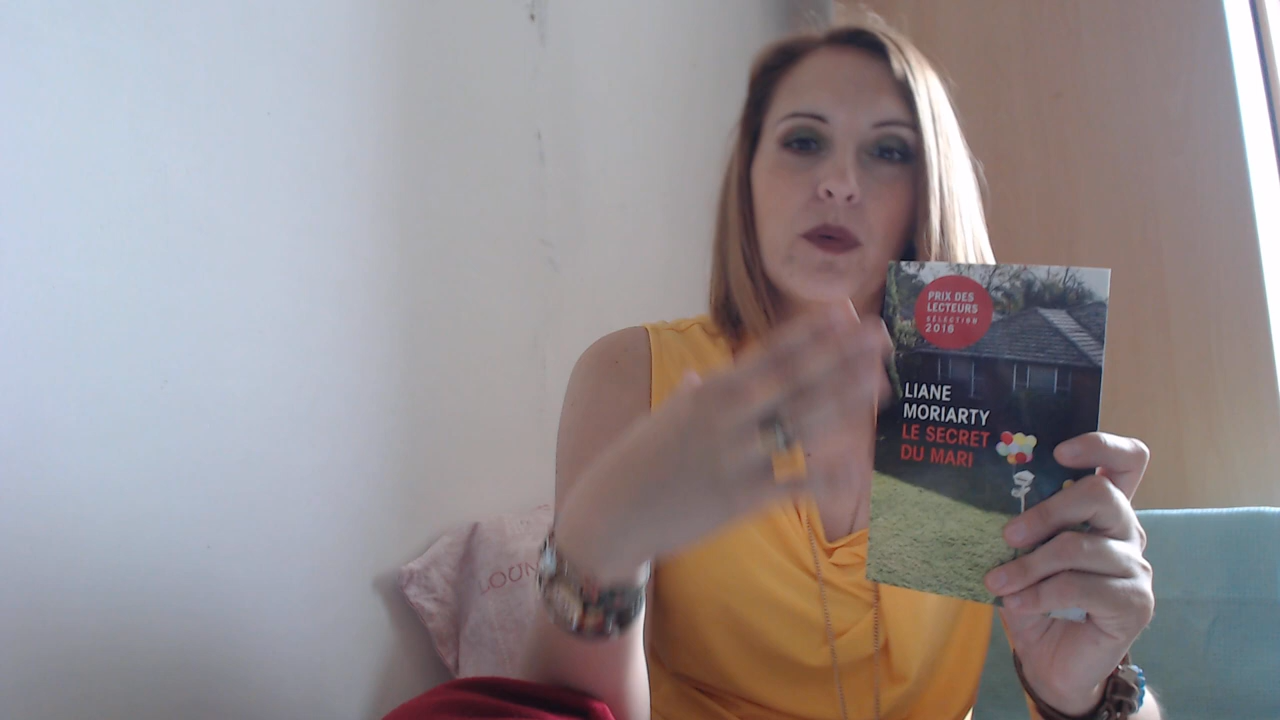 PRIX DES
LECTEURS
SÉLECTION
2016
LIANE
MORIARTY
LE SECRET
DU MARI